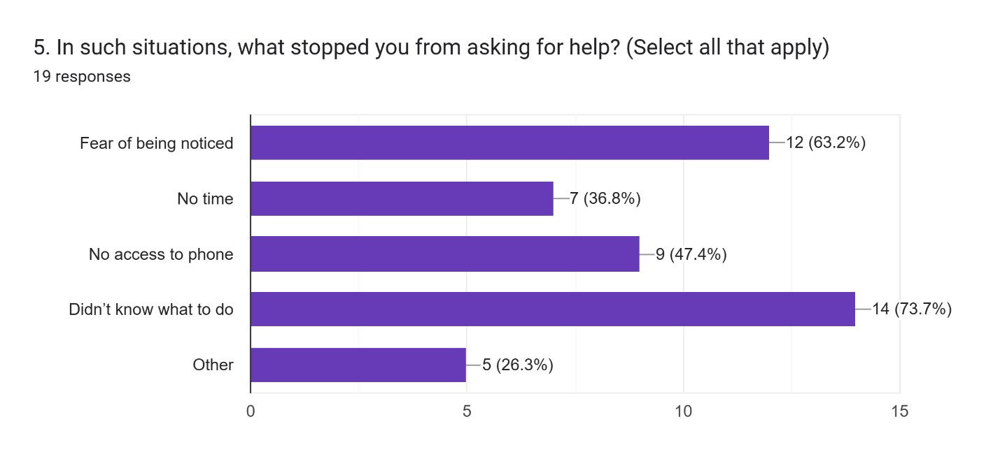 5. In such situations, what stopped you from asking for help? (Select all that apply)
19 responses
Fear of being noticed
12 (63.2%)
No time
7 (36.8%)
No access to phone
9 (47.4%)
Didn’t know what to do
14 (73.7%)
Other
5 (26.3%)
0 5 10 15